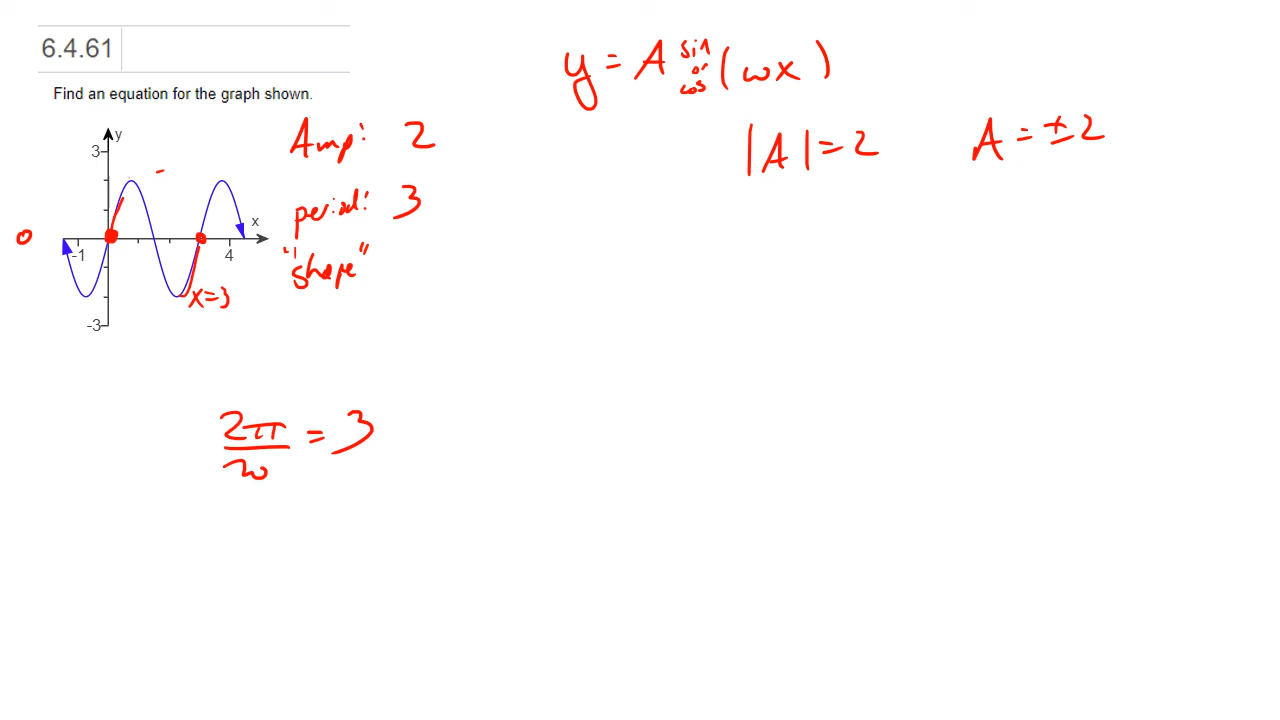 6.4.61
Find an equation for the graph shown.
y = A sin or cos (ωx)
|A| = 2
A = ±2
Amp: 2
period: 3
"shape"
y
3
x
0
-1
4
x=3
-3
2π/ω = 3